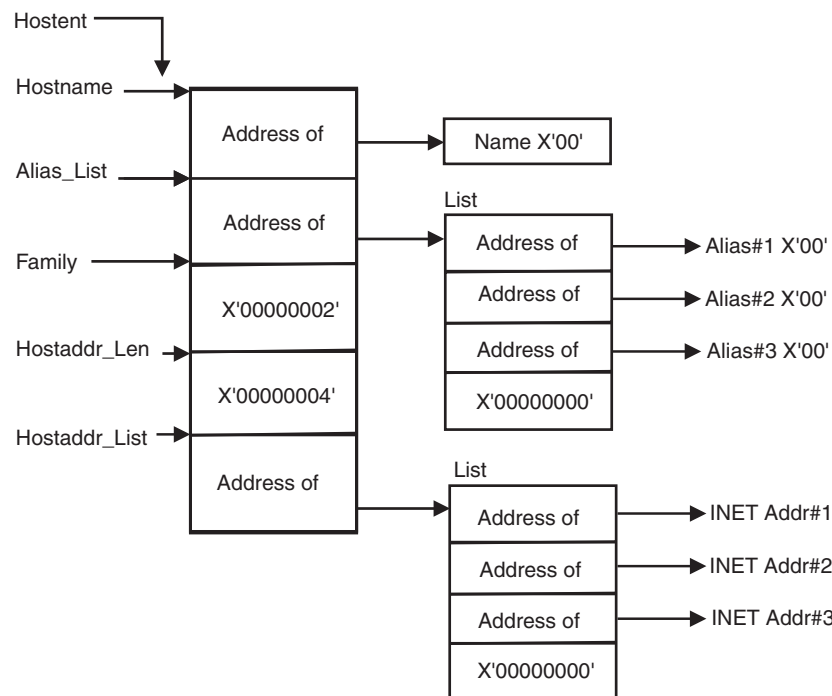 Hostent
Hostname
Address of
Name X'00'
Alias_List
List
Address of
Address of
Alias#1 X'00'
Family
Address of
Alias#2 X'00'
X'00000002'
Hostaddr_Len
Address of
Alias#3 X'00'
X'00000004'
X'00000000'
Hostaddr_List
List
Address of
Address of
INET Addr#1
Address of
INET Addr#2
Address of
INET Addr#3
X'00000000'